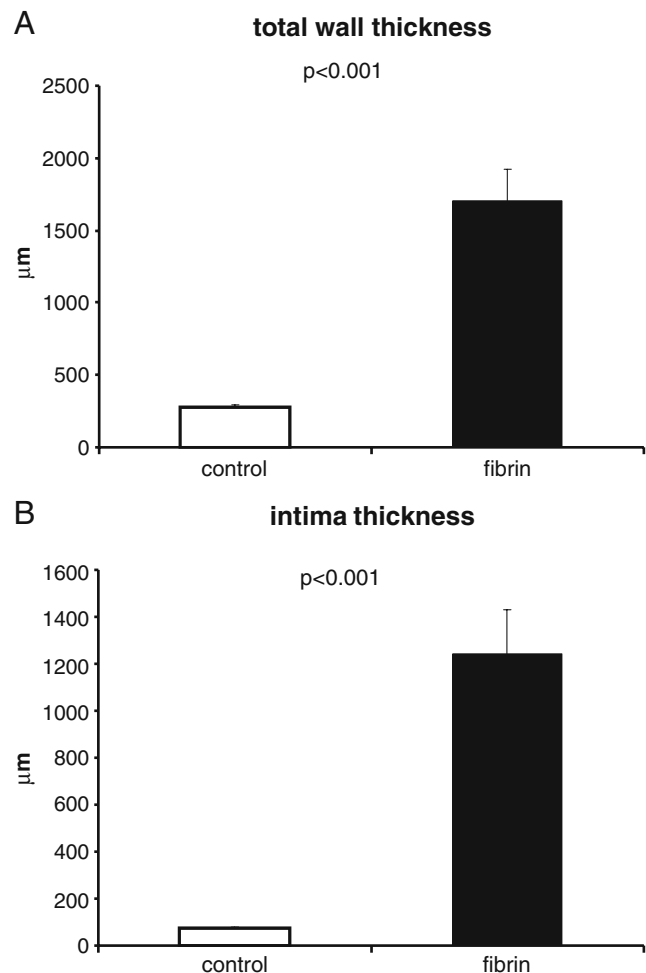 A
total wall thickness
p<0.001
2500
2000
1500
1000
500
0
μm
control
fibrin
B
intima thickness
p<0.001
1600
1400
1200
1000
800
600
400
200
0
μm
control
fibrin